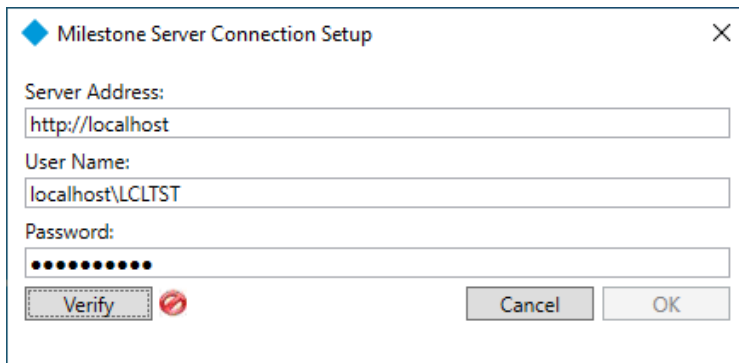 Milestone Server Connection Setup
Server Address:
http://localhost
User Name:
localhost\LCLTST
Password:
●●●●●●●●●●
Verify Cancel OK